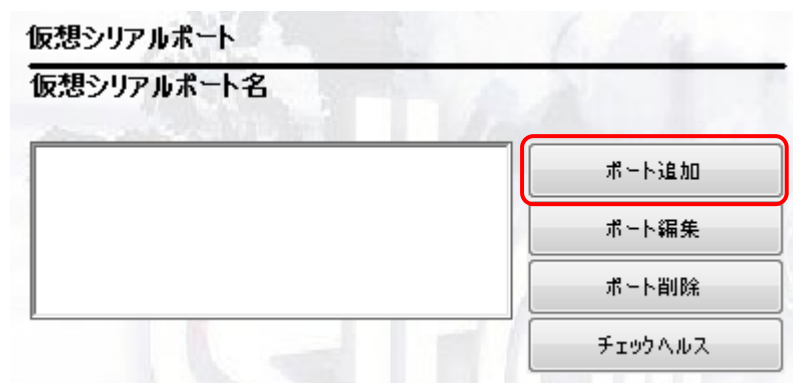 仮想シリアルポート
仮想シリアルポート名
ポート追加
ポート編集
ポート削除
チェックヘルス